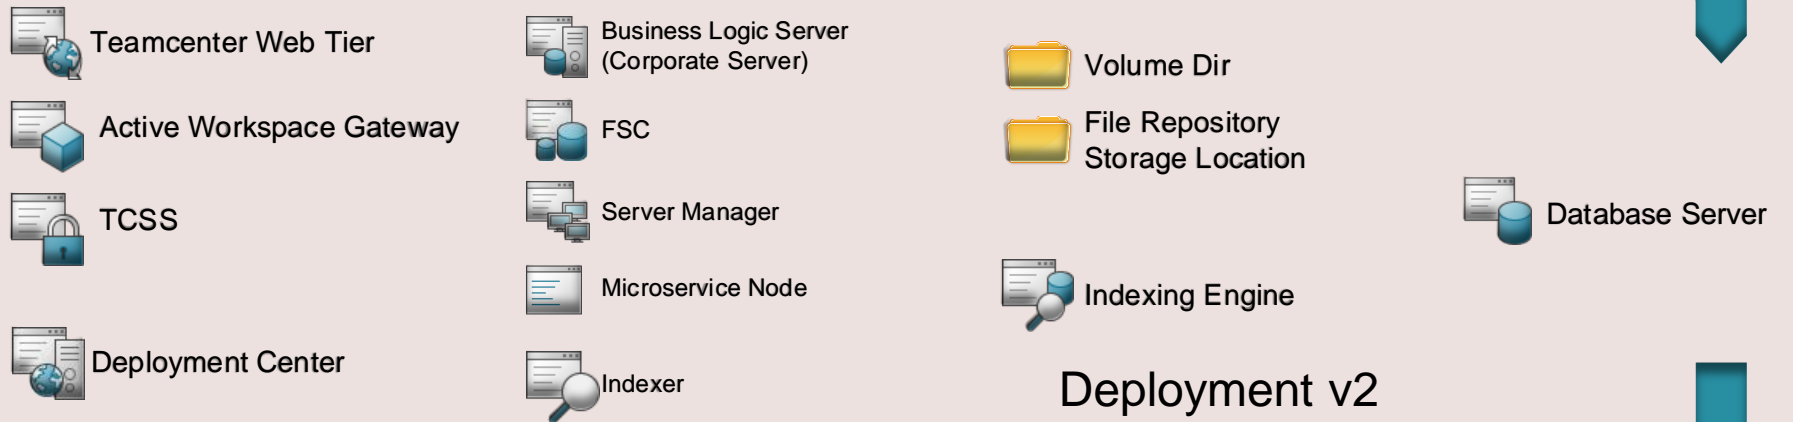 Teamcenter Web Tier
Active Workspace Gateway
TCSS
Deployment Center
Business Logic Server
(Corporate Server)
FSC
Server Manager
Microservice Node
Indexer
Volume Dir
File Repository
Storage Location
Indexing Engine
Deployment v2
Database Server